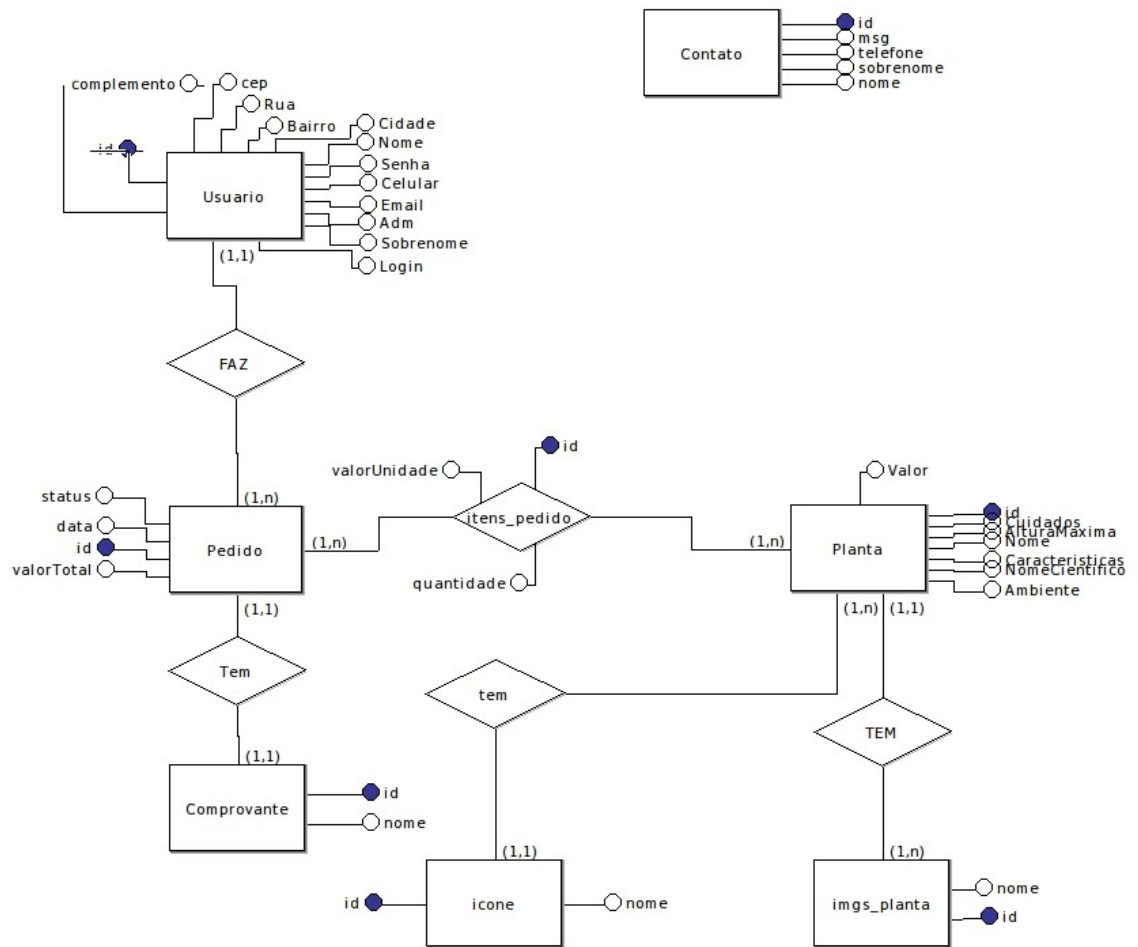 id
msg
telefone
sobrenome
nome
Contato
complemento
cep
Rua
Bairro
Cidade
Nome
Senha
Celular
Email
Adm
Sobrenome
Login
id
Usuario
(1,1)
FAZ
(1,n)
status
data
id
valorTotal
Pedido
(1,n)
valorUnidade
id
itens_pedido
quantidade
(1,n)
Valor
Planta
id
Cuidados
AlturaMaxima
Nome
Caracteristicas
NomeCientifico
Ambiente
(1,1)
(1,n)
(1,1)
Tem
tem
TEM
(1,1)
Comprovante
id
nome
(1,1)
id
icone
nome
(1,n)
imgs_planta
nome
id